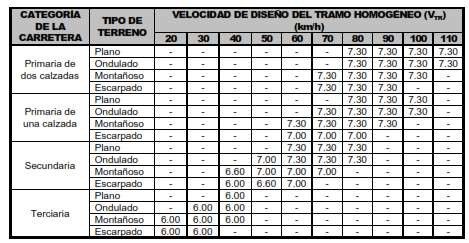 CATEGORÍA DE LA CARRETERA
TIPO DE TERRENO
VELOCIDAD DE DISEÑO DEL TRAMO HOMOGÉNEO (VTR)
(km/h)
20 30 40 50 60 70 80 90 100 110
Primaria de dos calzadas
Plano - - - - - - 7.30 7.30 7.30 7.30
Ondulado - - - - - - 7.30 7.30 7.30 7.30
Montañoso - - - - - 7.30 7.30 7.30 7.30 -
Escarpado - - - - - 7.30 7.30 7.30 - -
Primaria de una calzada
Plano - - - - - - 7.30 7.30 7.30 -
Ondulado - - - - - 7.30 7.30 7.30 7.30 -
Montañoso - - - - 7.30 7.30 7.30 7.30 - -
Escarpado - - - - 7.00 7.00 7.00 - - -
Secundaria
Plano - - - - 7.30 7.30 7.30 - - -
Ondulado - - - 7.00 7.30 7.30 7.30 - - -
Montañoso - - 6.60 7.00 7.00 7.00 - - - -
Escarpado - - 6.00 6.60 7.00 - - - - -
Terciaria
Plano - - 6.00 - - - - - - -
Ondulado - 6.00 6.00 - - - - - - -
Montañoso 6.00 6.00 6.00 - - - - - - -
Escarpado 6.00 6.00 - - - - - - - -